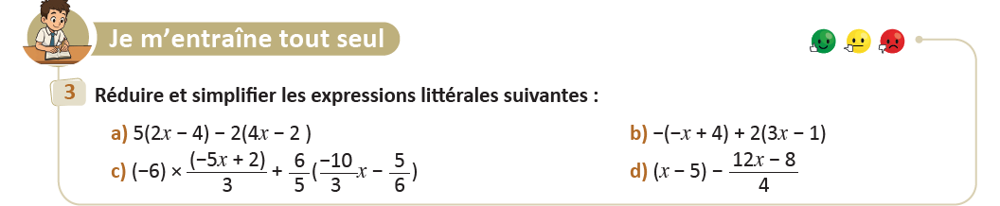 Je m'entraîne tout seul
3 Réduire et simplifier les expressions littérales suivantes :
a) 5(2x − 4) − 2(4x − 2 )
b) −(−x + 4) + 2(3x − 1)
c) (−6) × (−5x + 2)/3 + 6/5(−10/3 x − 5/6)
d) (x − 5) − 12x − 8/4